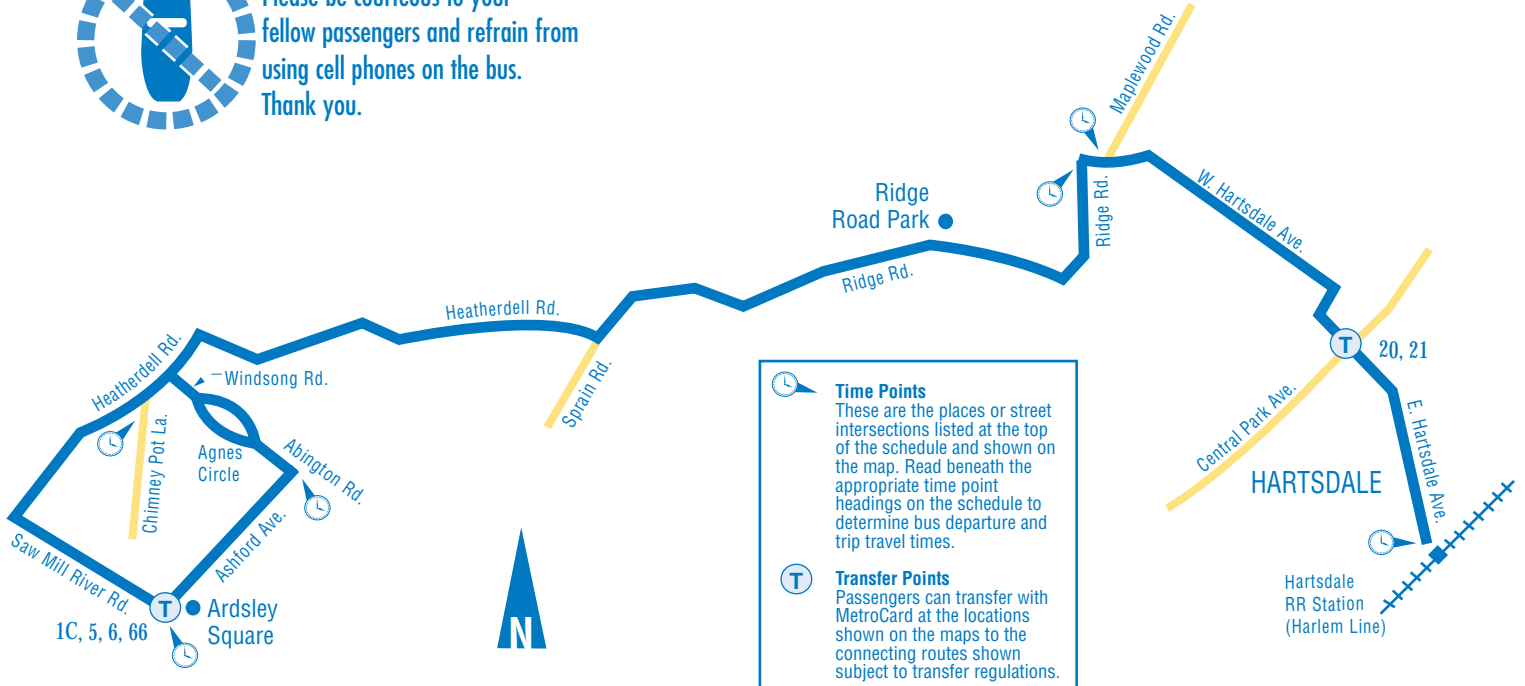 Please be courteous to your
fellow passengers and refrain from
using cell phones on the bus.
Thank you.
Maplewood Rd.
Ridge
Road Park
Ridge Rd.
W. Hartsdale Ave.
Ridge Rd.
Heatherdell Rd.
Heatherdell Rd.
Windsong Rd.
Sprain Rd.
T
20, 21
Chimney Pot La.
Agnes
Circle
Abington Rd.
Ashford Ave.
Saw Mill River Rd.
T
Ardsley
Square
1C, 5, 6, 66
N
Central Park Ave.
E. Hartsdale Ave.
HARTSDALE
Hartsdale
RR Station
(Harlem Line)
Time Points
These are the places or street
intersections listed at the top
of the schedule and shown on
the map. Read beneath the
appropriate time point
headings on the schedule to
determine bus departure and
trip travel times.
T
Transfer Points
Passengers can transfer with
MetroCard at the locations
shown on the maps to the
connecting routes shown
subject to transfer regulations.